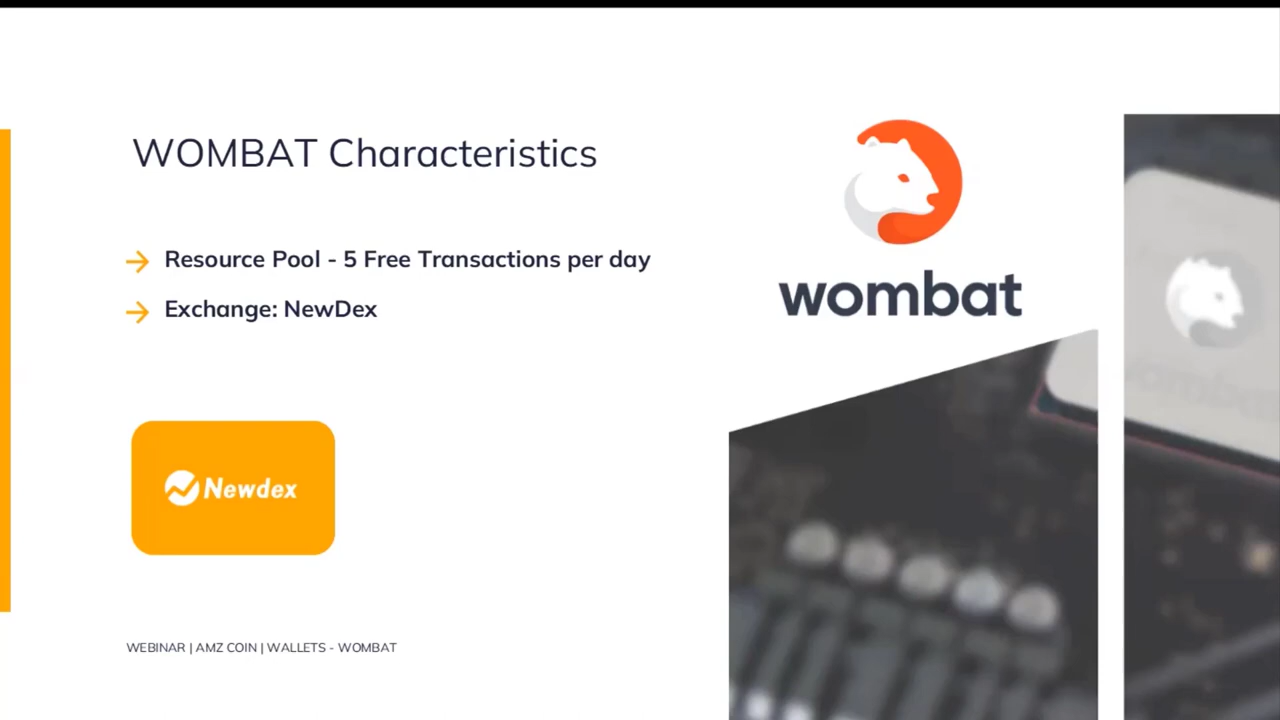 WOMBAT Characteristics
Resource Pool - 5 Free Transactions per day
Exchange: NewDex
wombat
Newdex
WEBINAR | AMZ COIN | WALLETS - WOMBAT